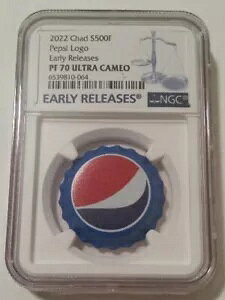 2022 Chad S500F
Pepsi Logo
Early Releases
PF 70 ULTRA CAMEO
6539810-064
EARLY RELEASES®
NGC®